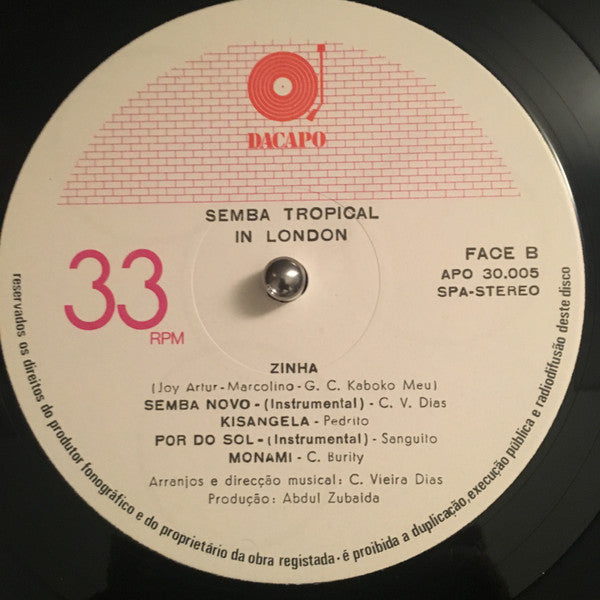 DACAPO
SEMBA TROPICAL
IN LONDON
33
RPM
FACE B
APO 30.005
SPA-STEREO
ZINHA
(Joy Artur - Marcolino - G. C. Kaboko Meu)
SEMBA NOVO - (Instrumental) - C. V. Dias
KISANGELA - Pedrito
POR DO SOL - (Instrumental) - Sanguito
MONAMI - C. Burity
Arranjos e direcção musical: C. Vieira Dias
Produção: Abdul Zubaida
reservados os direitos do produtor fonográfico e do proprietário da obra registada · é proibida a duplicação, execução pública e radiodifusão deste disco